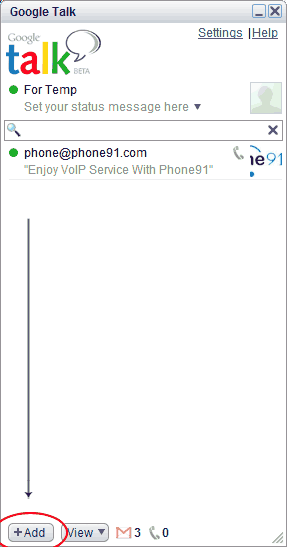 Google Talk
Settings | Help
Google
talk
BETA
For Temp
Set your status message here
phone@phone91.com
"Enjoy VoIP Service With Phone91"
ne91
+Add
View
3
0